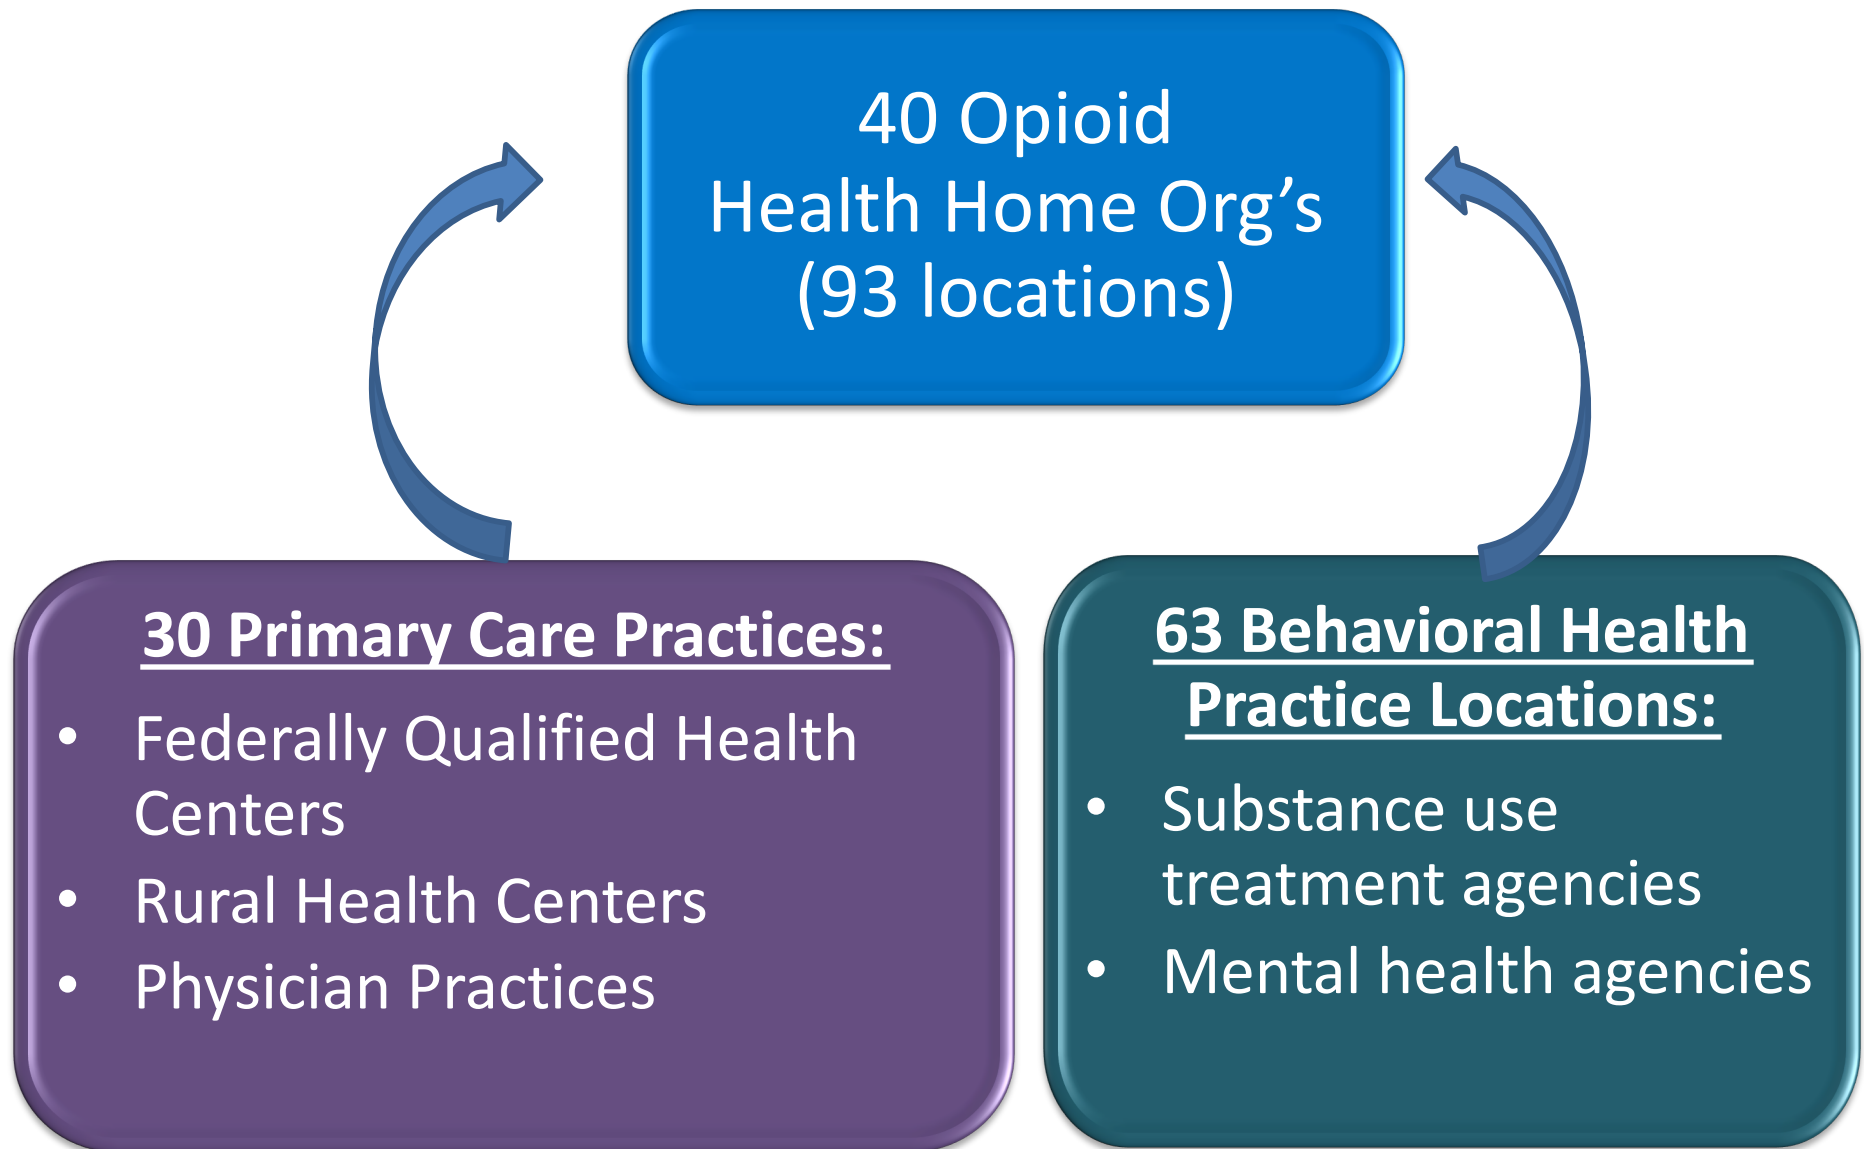 40 Opioid
Health Home Org’s
(93 locations)
30 Primary Care Practices:
• Federally Qualified Health
Centers
• Rural Health Centers
• Physician Practices
63 Behavioral Health
Practice Locations:
• Substance use
treatment agencies
• Mental health agencies